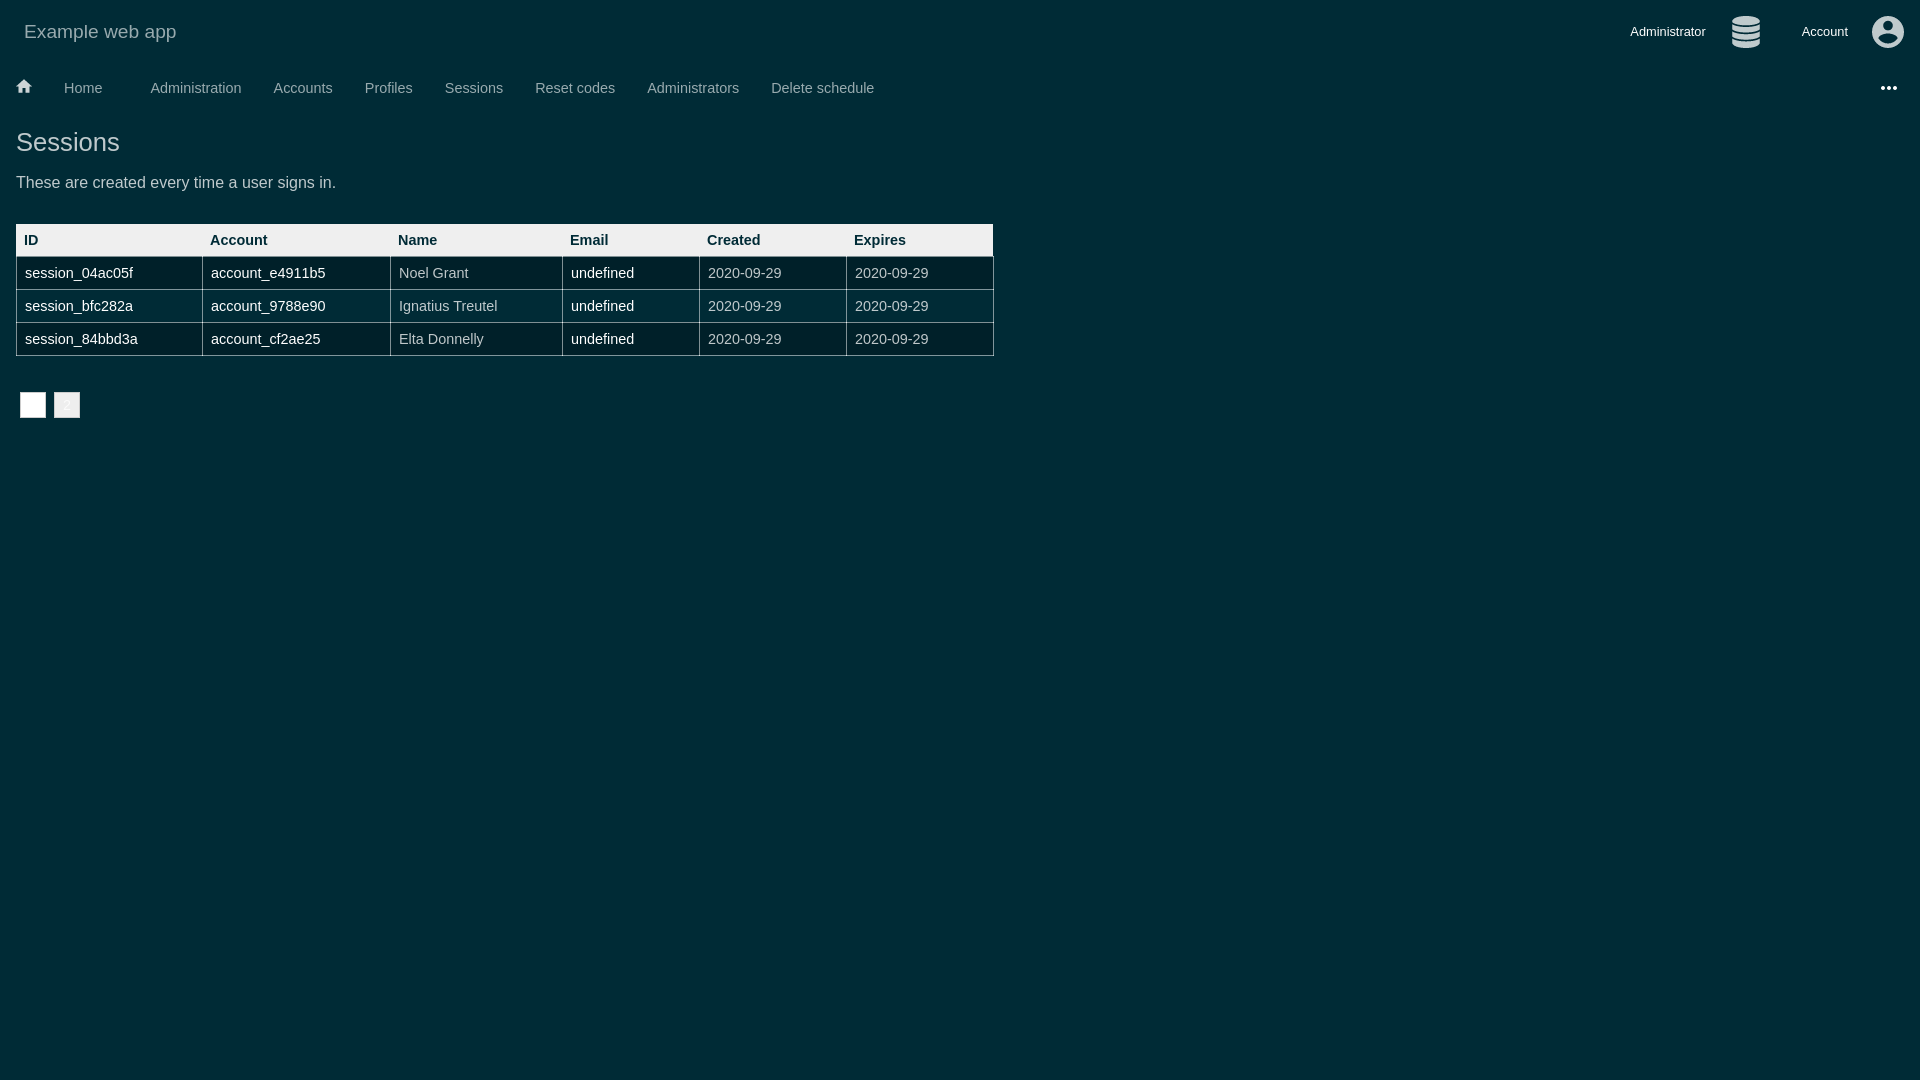 Example web app
Administrator Account
Home Administration Accounts Profiles Sessions Reset codes Administrators Delete schedule
Sessions
These are created every time a user signs in.
ID Account Name Email Created Expires
session_04ac05f account_e4911b5 Noel Grant undefined 2020-09-29 2020-09-29
session_bfc282a account_9788e90 Ignatius Treutel undefined 2020-09-29 2020-09-29
session_84bbd3a account_cf2ae25 Elta Donnelly undefined 2020-09-29 2020-09-29
2